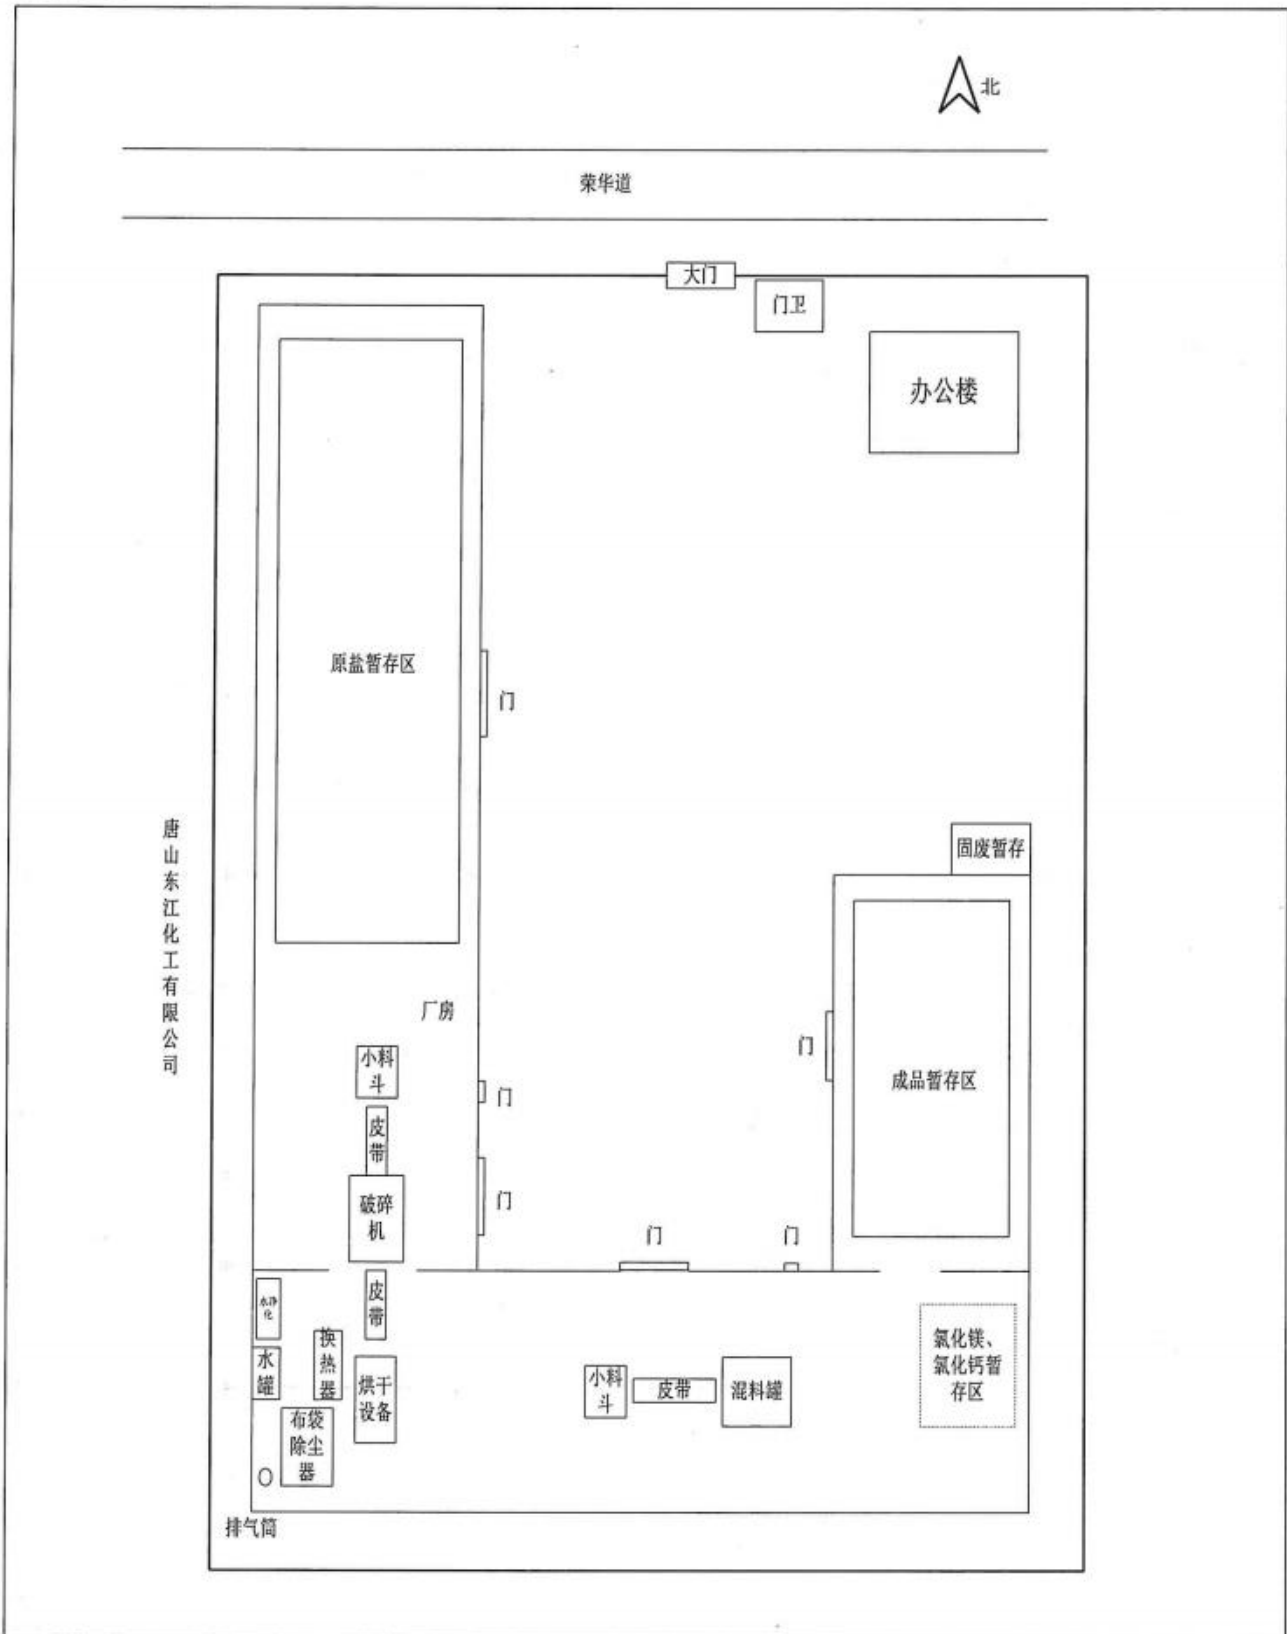 北
荣华道
大门
门卫
办公楼
原盐暂存区
门
唐山东江化工有限公司
固废暂存
厂房
门
成品暂存区
小料
斗
门
皮
带
破碎
机
门
门
门
水净
化
皮
带
换
热
器
水
罐
烘干
设备
小料
斗
皮带
混料罐
氯化镁、
氯化钙暂
存区
布袋
除尘
器
排气筒